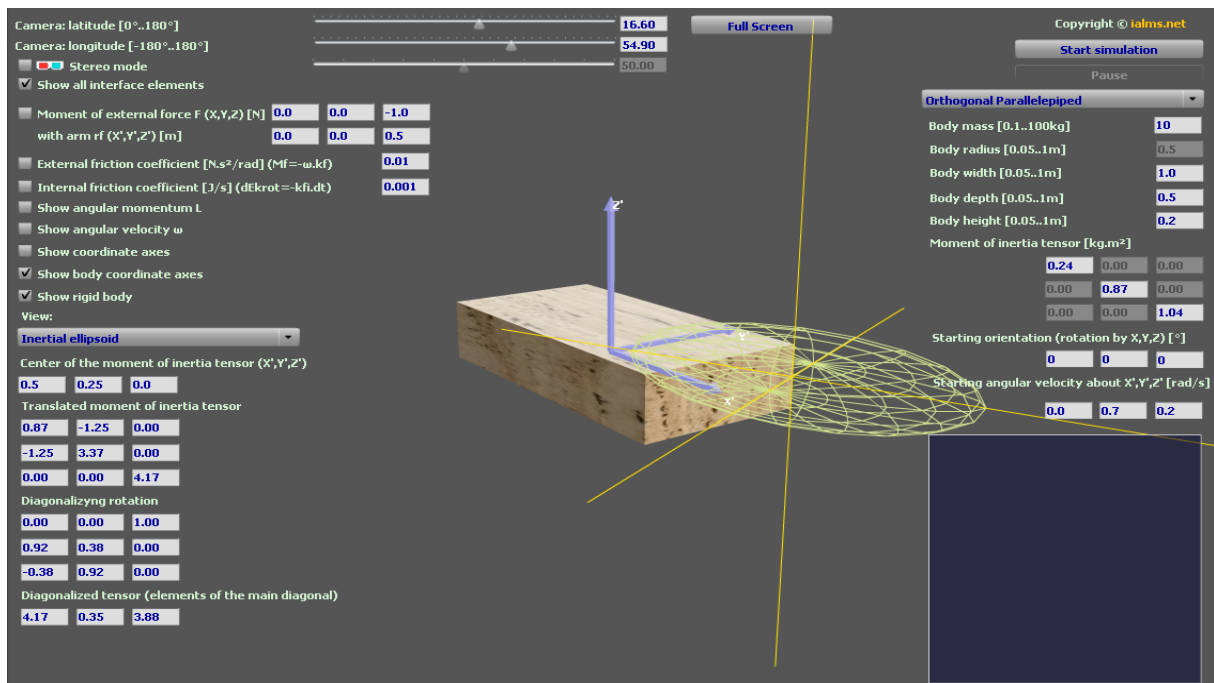 Camera: latitude [0°..180°] 16.60 Full Screen Copyright © ialms.net
Camera: longitude [-180°..180°] 54.90 Start simulation
Stereo mode 50.00 Pause
Show all interface elements
Orthogonal Parallelepiped
Moment of external force F (X,Y,Z) [N] 0.0 0.0 -1.0
Body mass [0.1..100kg] 10
with arm rf (X',Y',Z') [m] 0.0 0.0 0.5
Body radius [0.05..1m] 0.5
External friction coefficient [N.s²/rad] (Mf=-ω.kf) 0.01
Body width [0.05..1m] 1.0
Internal friction coefficient [J/s] (dEkrot=-kfi.dt) 0.001
Body depth [0.05..1m] 0.5
Show angular momentum L
Body height [0.05..1m] 0.2
Show angular velocity ω
Moment of inertia tensor [kg.m²]
Show coordinate axes
0.24 0.00 0.00
Show body coordinate axes
0.00 0.87 0.00
Show rigid body
0.00 0.00 1.04
View:
Inertial ellipsoid
Starting orientation (rotation by X,Y,Z) [°]
0 0 0
Center of the moment of inertia tensor (X',Y',Z')
0.5 0.25 0.0
Starting angular velocity about X',Y',Z' [rad/s]
0.0 0.7 0.2
Translated moment of inertia tensor
0.87 -1.25 0.00
-1.25 3.37 0.00
0.00 0.00 4.17
Diagonalizyng rotation
0.00 0.00 1.00
0.92 0.38 0.00
-0.38 0.92 0.00
Diagonalized tensor (elements of the main diagonal)
4.17 0.35 3.88
Z'
Y'
X'